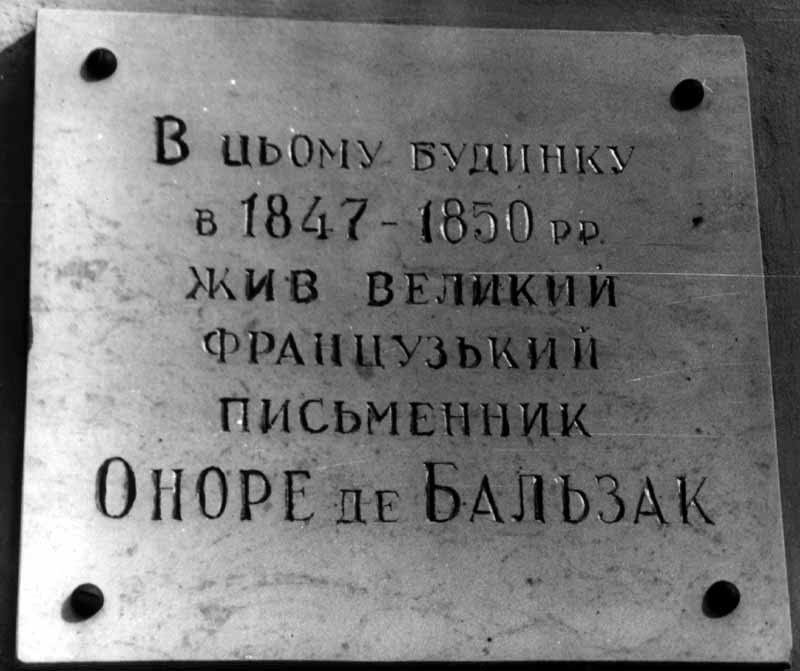 В цьому будинку
в 1847-1850 рр.
жив великий
французький
письменник
Оноре де Бальзак